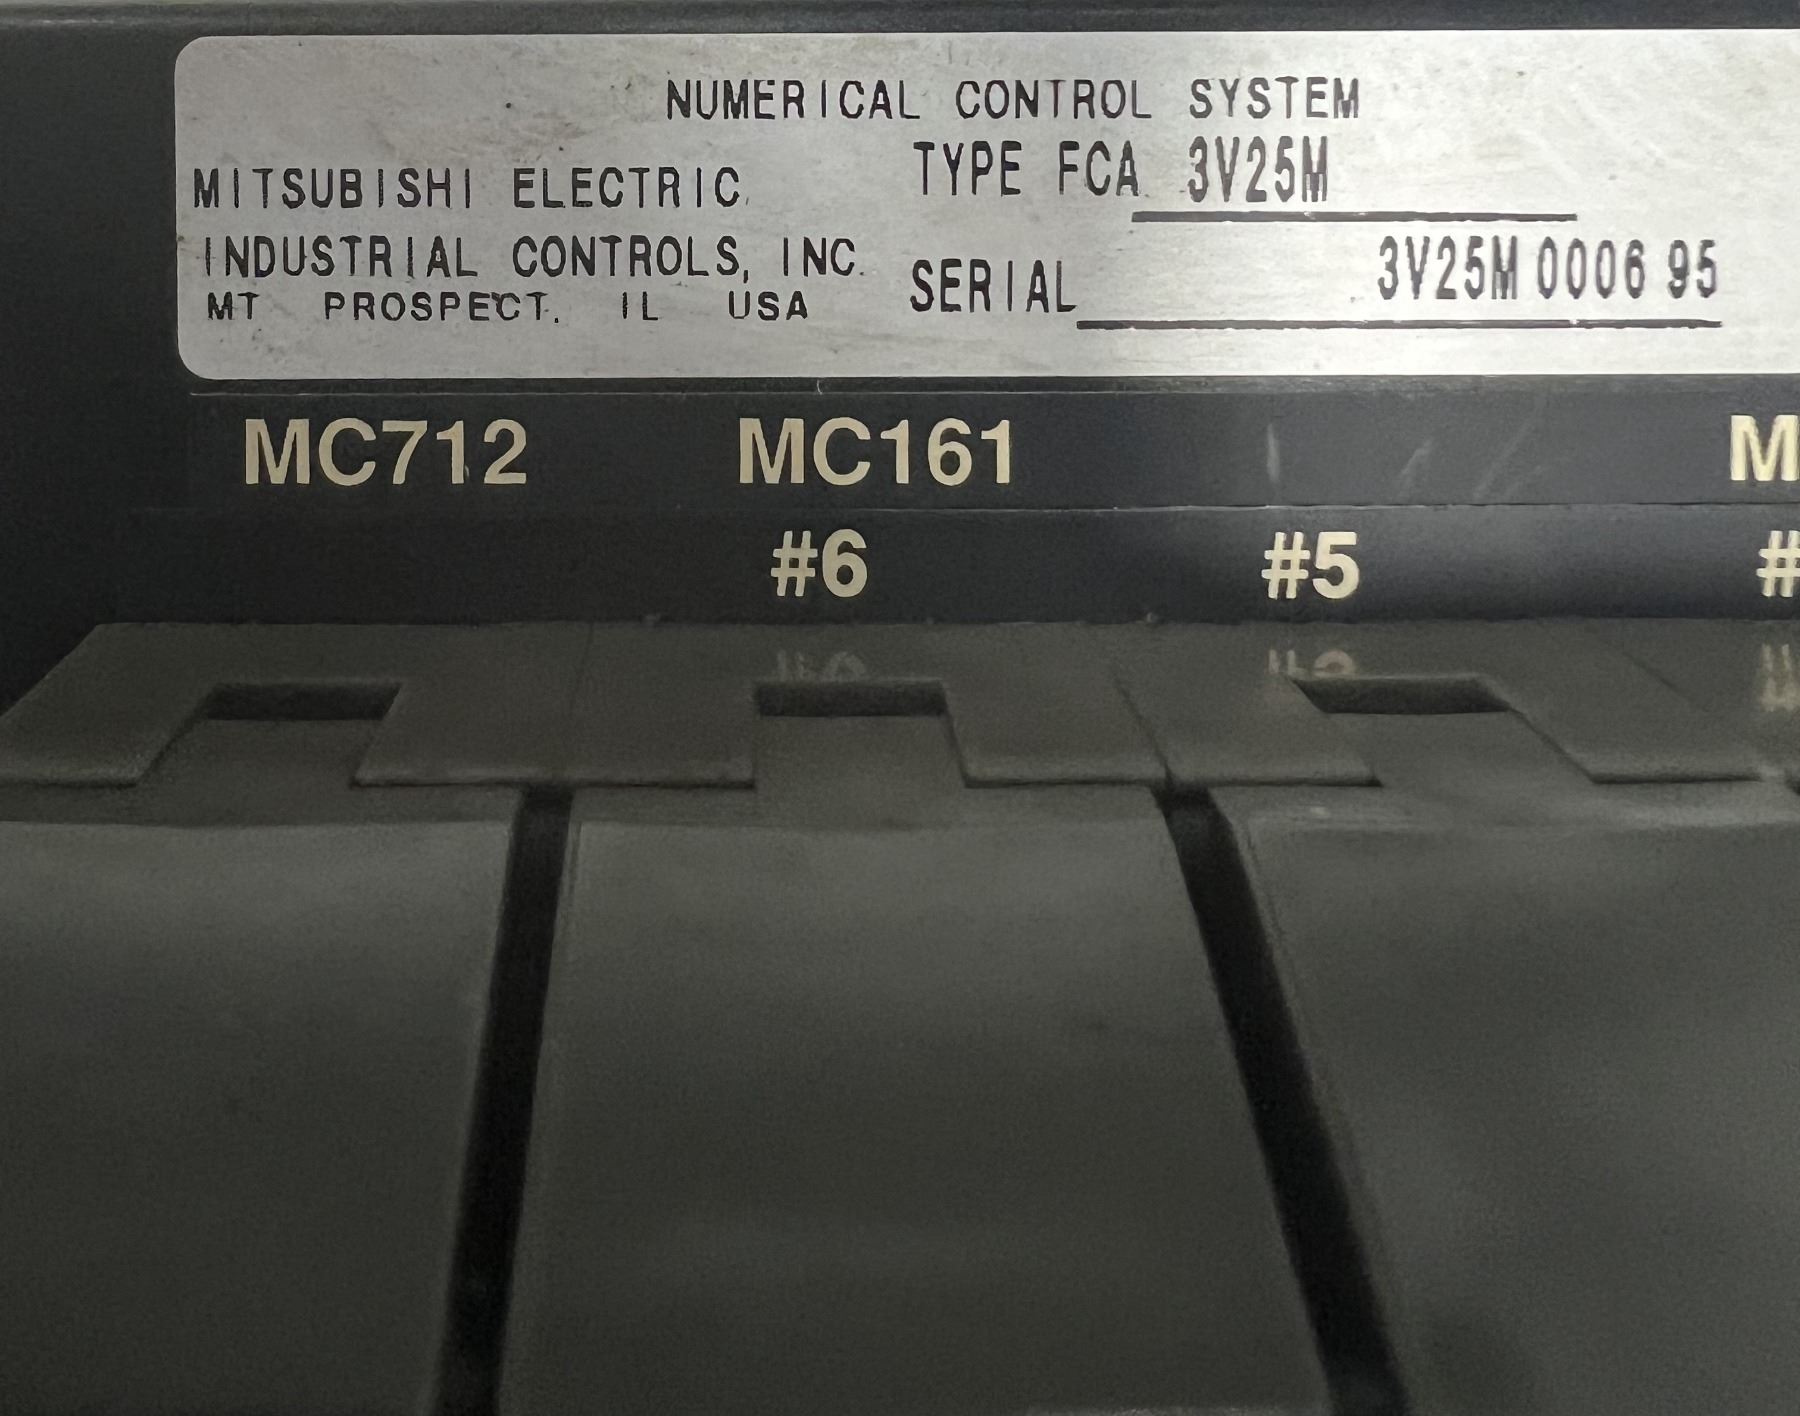 NUMERICAL CONTROL SYSTEM
MITSUBISHI ELECTRIC
TYPE FCA 3V25M
INDUSTRIAL CONTROLS, INC.
SERIAL 3V25M 0006 95
MT PROSPECT, IL USA
MC712 MC161 M
#6 #5 #